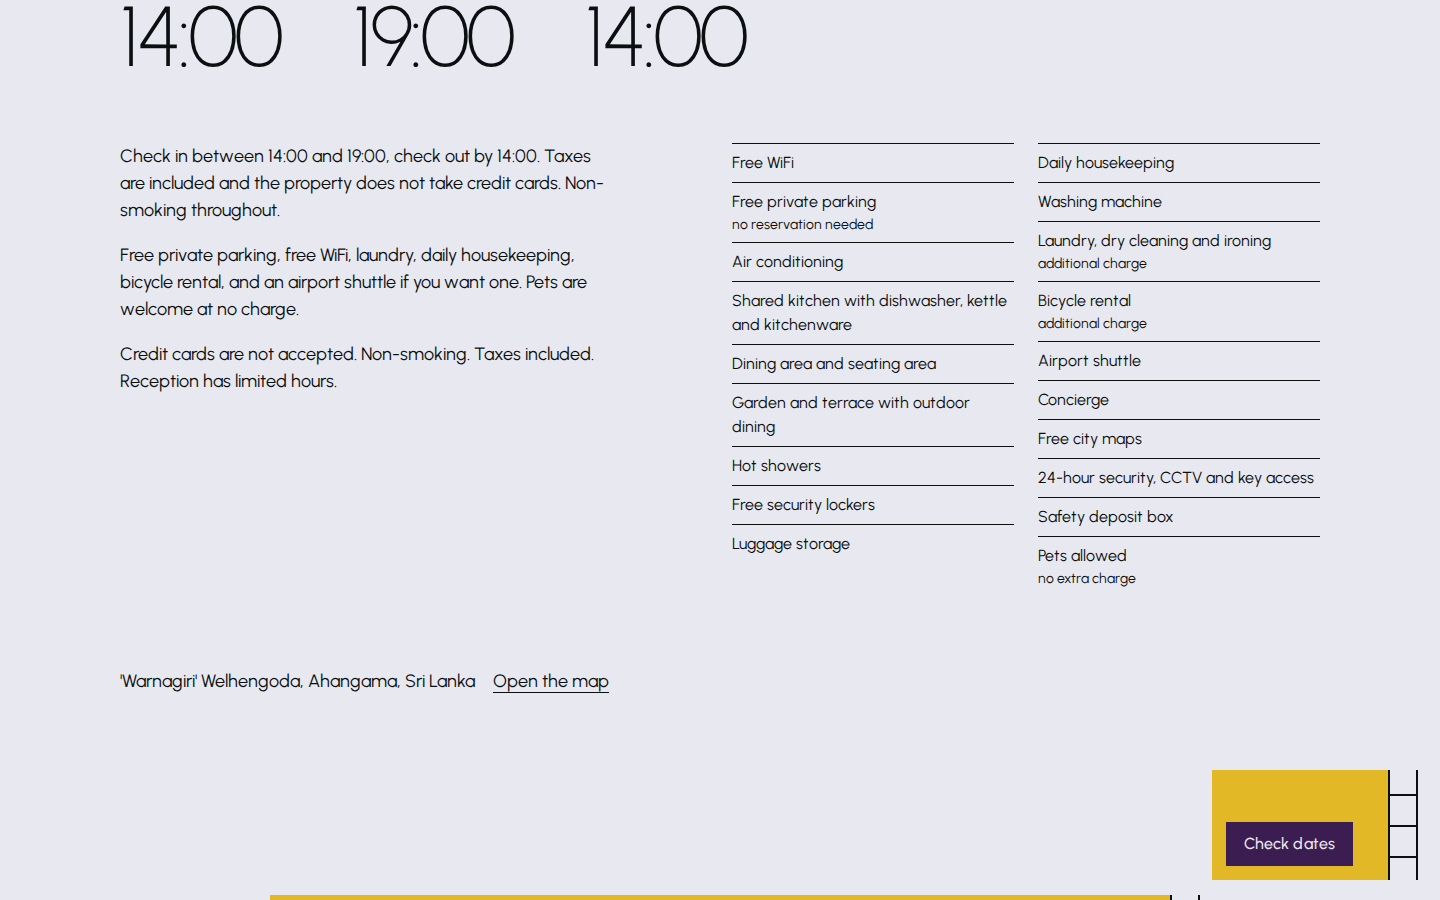 14:00 19:00 14:00
Check in between 14:00 and 19:00, check out by 14:00. Taxes
are included and the property does not take credit cards. Non-
smoking throughout.
Free private parking, free WiFi, laundry, daily housekeeping,
bicycle rental, and an airport shuttle if you want one. Pets are
welcome at no charge.
Credit cards are not accepted. Non-smoking. Taxes included.
Reception has limited hours.
Free WiFi
Free private parking
no reservation needed
Air conditioning
Shared kitchen with dishwasher, kettle
and kitchenware
Dining area and seating area
Garden and terrace with outdoor
dining
Hot showers
Free security lockers
Luggage storage
Daily housekeeping
Washing machine
Laundry, dry cleaning and ironing
additional charge
Bicycle rental
additional charge
Airport shuttle
Concierge
Free city maps
24-hour security, CCTV and key access
Safety deposit box
Pets allowed
no extra charge
'Warnagiri' Welhengoda, Ahangama, Sri Lanka Open the map
Check dates